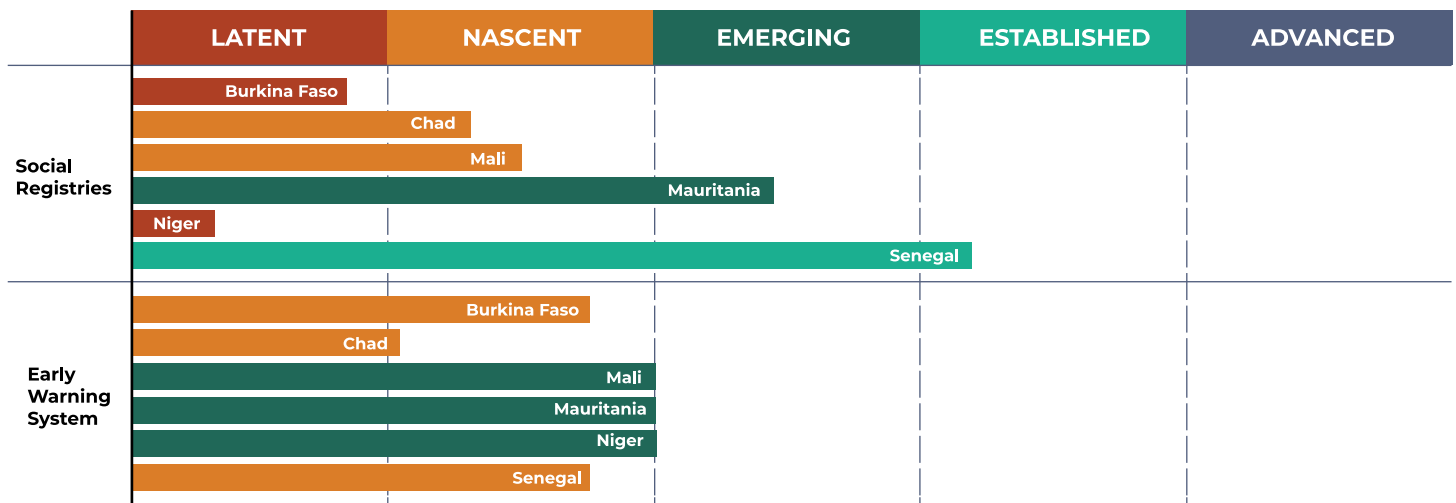 LATENT NASCENT EMERGING ESTABLISHED ADVANCED
Social
Registries
Burkina Faso
Chad
Mali
Mauritania
Niger
Senegal
Early
Warning
System
Burkina Faso
Chad
Mali
Mauritania
Niger
Senegal